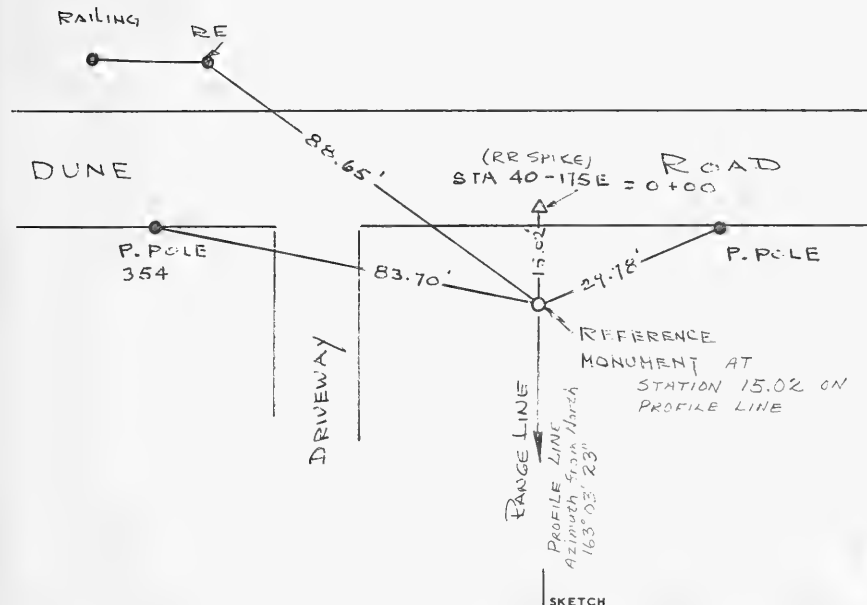 RAILING
RE
88.65'
DUNE
(RR SPIKE)
STA 40-175E = 0+00
ROAD
P. POLE
354
83.70'
15.02'
29.78'
P. POLE
REFERENCE
MONUMENT AT
STATION 15.02 ON
PROFILE LINE
DRIVEWAY
RANGE LINE
PROFILE LINE
Azimuth from North
163° 03' 23"
SKETCH